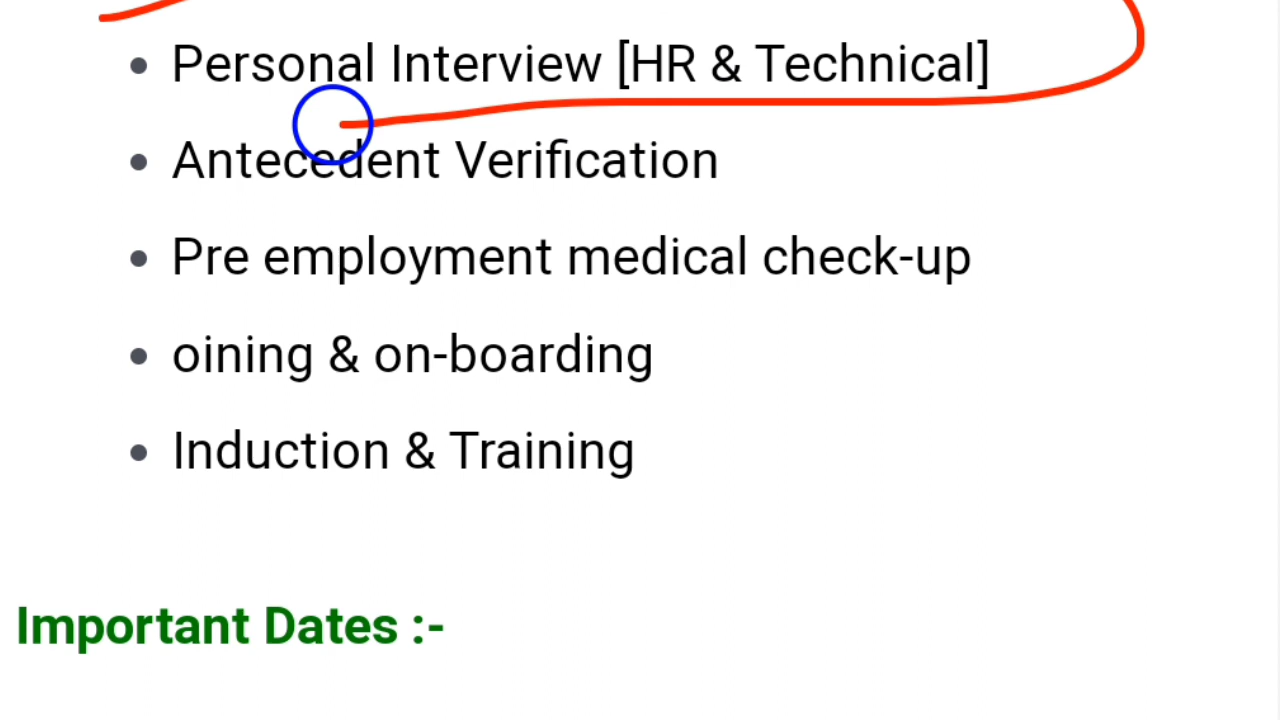 Personal Interview [HR & Technical]
Antecedent Verification
Pre employment medical check-up
oining & on-boarding
Induction & Training
Important Dates :-